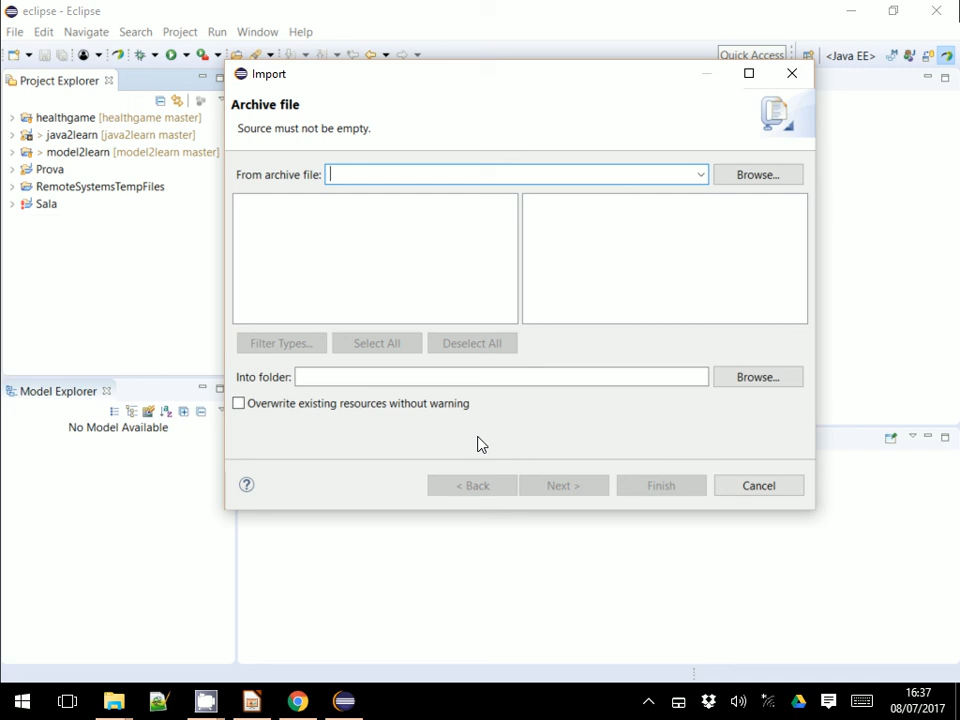 eclipse - Eclipse
File Edit Navigate Search Project Run Window Help
Quick Access
<Java EE>
Project Explorer
healthgame [healthgame master]
> java2learn [java2learn master]
> model2learn [model2learn master]
Prova
RemoteSystemsTempFiles
Sala
Model Explorer
No Model Available
Import
Archive file
Source must not be empty.
From archive file:
Browse...
Filter Types...
Select All
Deselect All
Into folder:
Browse...
Overwrite existing resources without warning
< Back
Next >
Finish
Cancel
16:37
08/07/2017